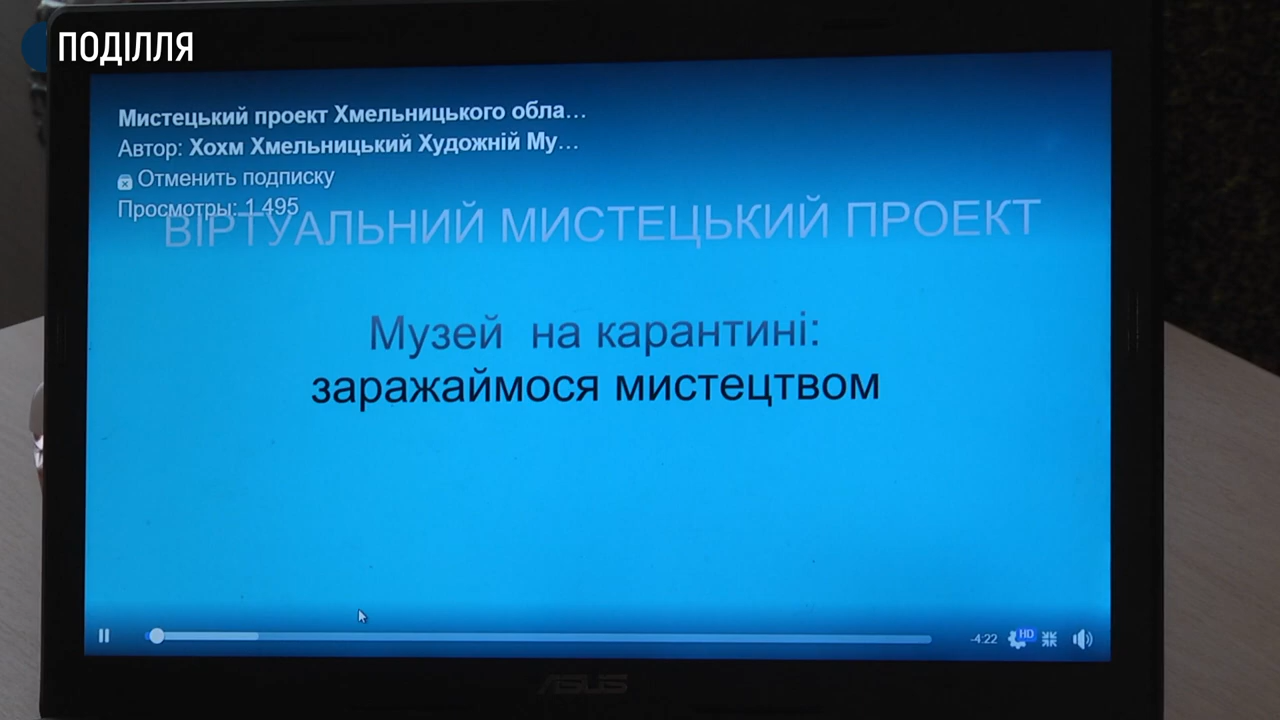 ПОДІЛЛЯ
Мистецький проект Хмельницького обла…
Автор: Хохм Хмельницький Художній Му…
Отменить подписку
Просмотры: 1 495
ВІРТУАЛЬНИЙ МИСТЕЦЬКИЙ ПРОЕКТ
Музей на карантині:
заражаймося мистецтвом
-4:22 HD
ASUS